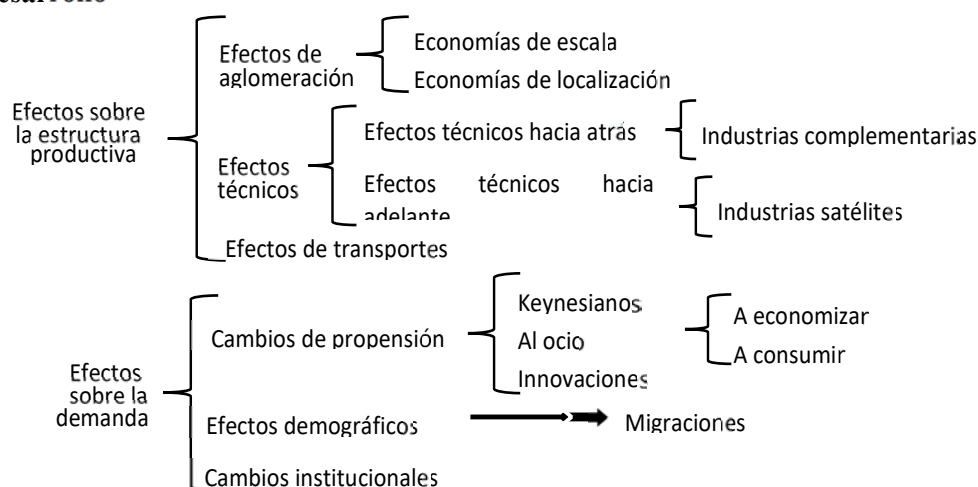 Efectos de
aglomeración
Economías de escala
Economías de localización
Efectos sobre
la estructura
productiva
Efectos técnicos hacia atrás
Industrias complementarias
Efectos
técnicos
Efectos técnicos hacia
adelante
Industrias satélites
Efectos de transportes
Keynesianos
A economizar
Cambios de propensión
Al ocio
A consumir
Innovaciones
Efectos
sobre la
demanda
Efectos demográficos
Migraciones
Cambios institucionales